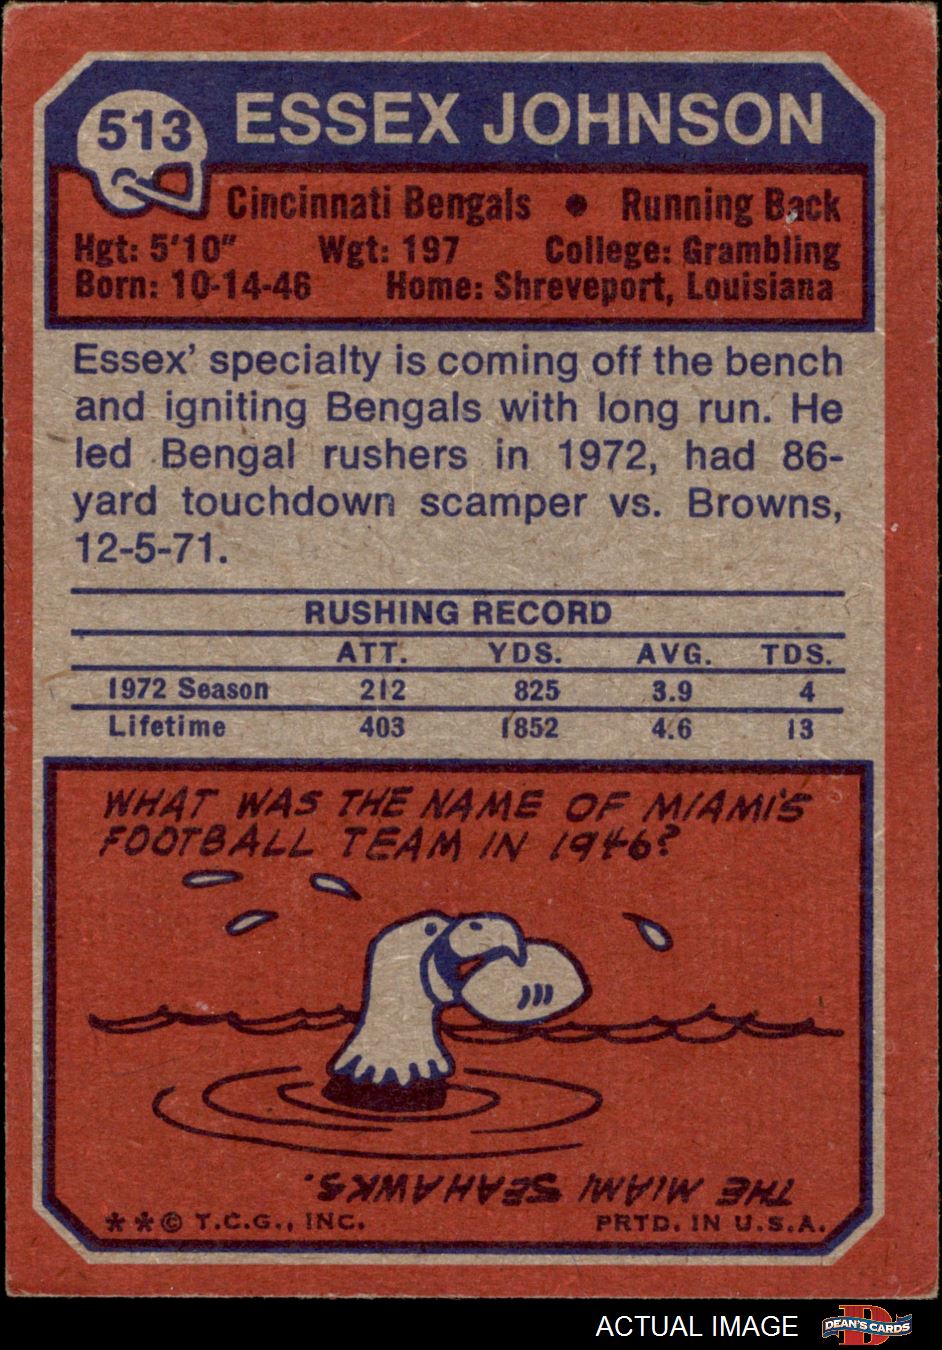 513
ESSEX JOHNSON
Cincinnati Bengals • Running Back
Hgt: 5'10" Wgt: 197 College: Grambling
Born: 10-14-46 Home: Shreveport, Louisiana
Essex' specialty is coming off the bench
and igniting Bengals with long run. He
led Bengal rushers in 1972, had 86-
yard touchdown scamper vs. Browns,
12-5-71.
RUSHING RECORD
ATT. YDS. AVG. TDS.
1972 Season 212 825 3.9 4
Lifetime 403 1852 4.6 13
WHAT WAS THE NAME OF MIAMI'S
FOOTBALL TEAM IN 1946?
THE MIAMI SEAHAWKS.
**© T.C.G., INC. PRTD. IN U.S.A.
ACTUAL IMAGE
D
DEAN'S CARDS